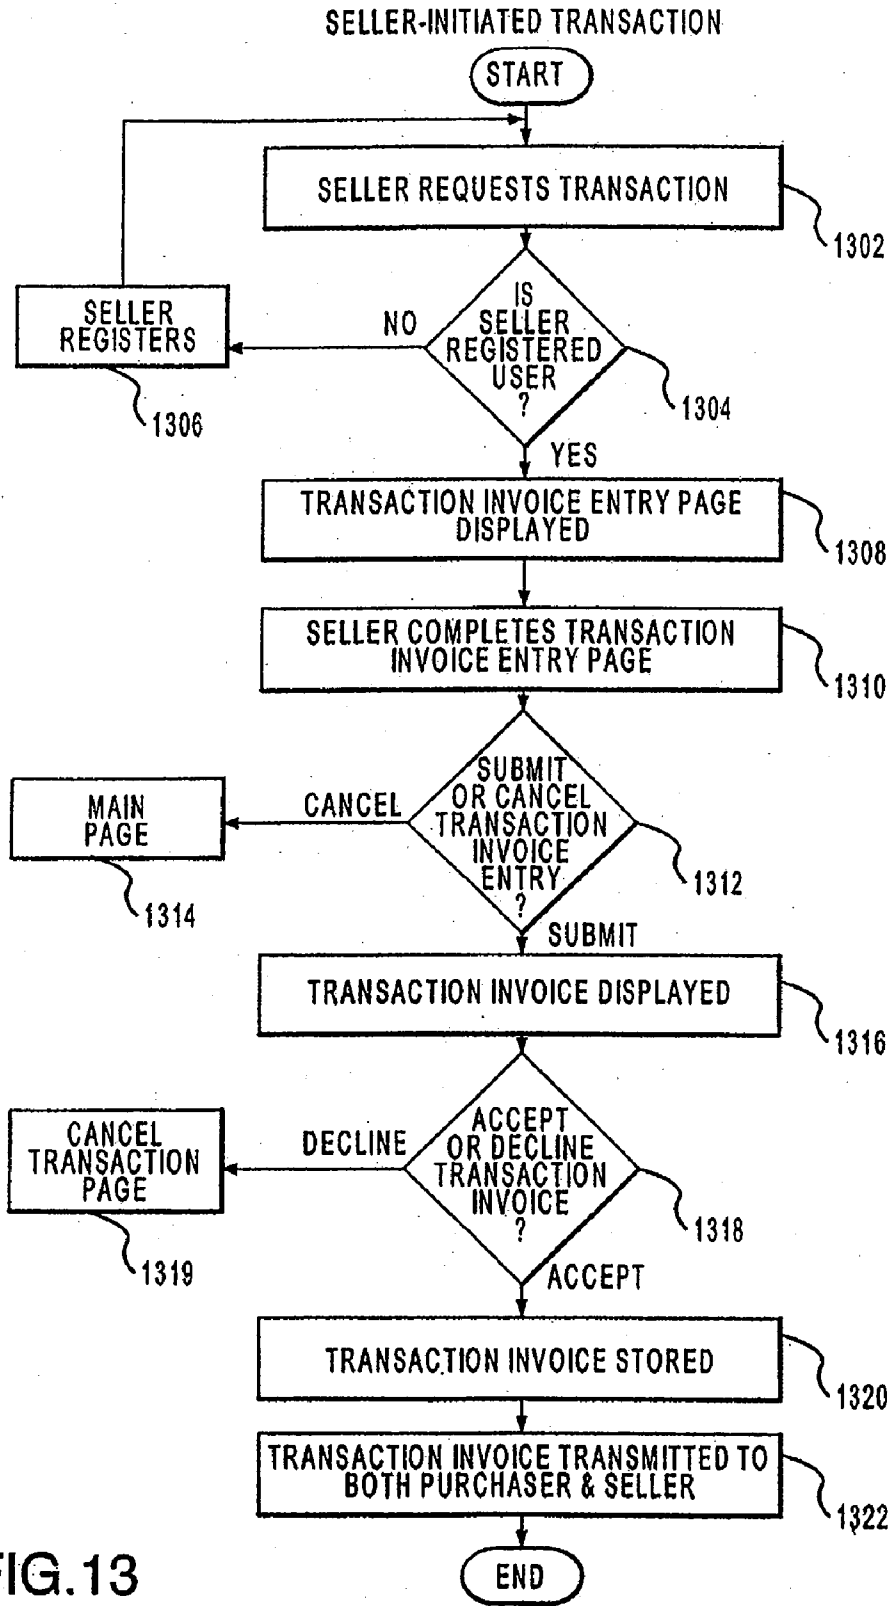 SELLER-INITIATED TRANSACTION
START
SELLER REQUESTS TRANSACTION
1302
IS
SELLER
REGISTERED
USER
?
1304
NO
SELLER
REGISTERS
1306
YES
TRANSACTION INVOICE ENTRY PAGE
DISPLAYED
1308
SELLER COMPLETES TRANSACTION
INVOICE ENTRY PAGE
1310
SUBMIT
OR CANCEL
TRANSACTION
INVOICE
ENTRY
?
1312
CANCEL
MAIN
PAGE
1314
SUBMIT
TRANSACTION INVOICE DISPLAYED
1316
ACCEPT
OR DECLINE
TRANSACTION
INVOICE
?
1318
DECLINE
CANCEL
TRANSACTION
PAGE
1319
ACCEPT
TRANSACTION INVOICE STORED
1320
TRANSACTION INVOICE TRANSMITTED TO
BOTH PURCHASER & SELLER
1322
END
FIG.13